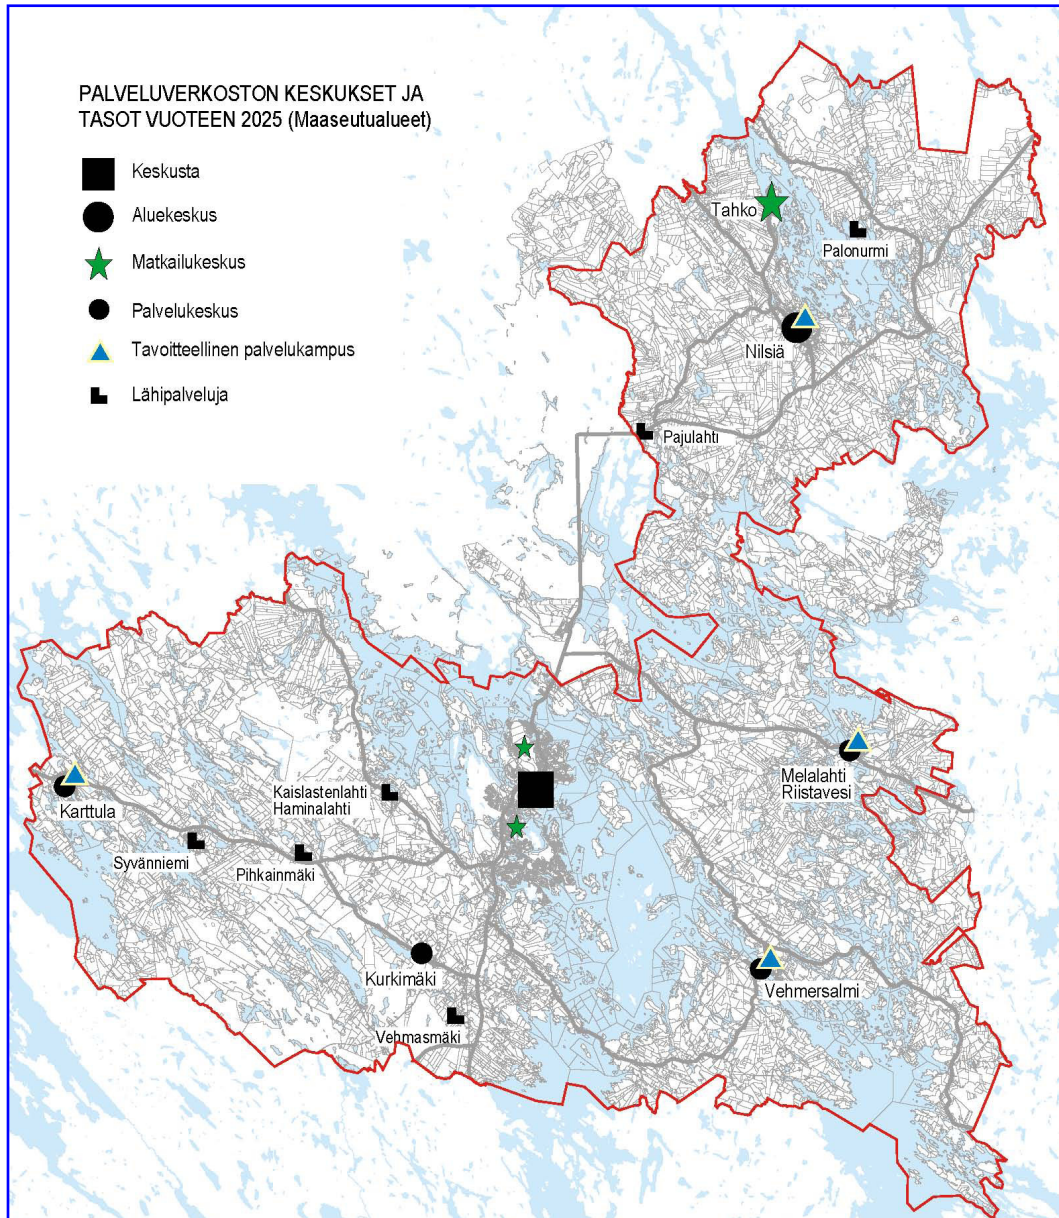 PALVELUVERKOSTON KESKUKSET JA
TASOT VUOTEEN 2025 (Maaseutualueet)
Keskusta
Aluekeskus
Matkailukeskus
Palvelukeskus
Tavoitteellinen palvelukampus
Lähipalveluja
Tahko
Palonurmi
Nilsiä
Pajulahti
Melalahti
Riistavesi
Kaislastenlahti
Haminalahti
Karttula
Syvänniemi
Pihkainmäki
Kurkimäki
Vehmersalmi
Vehmasmäki